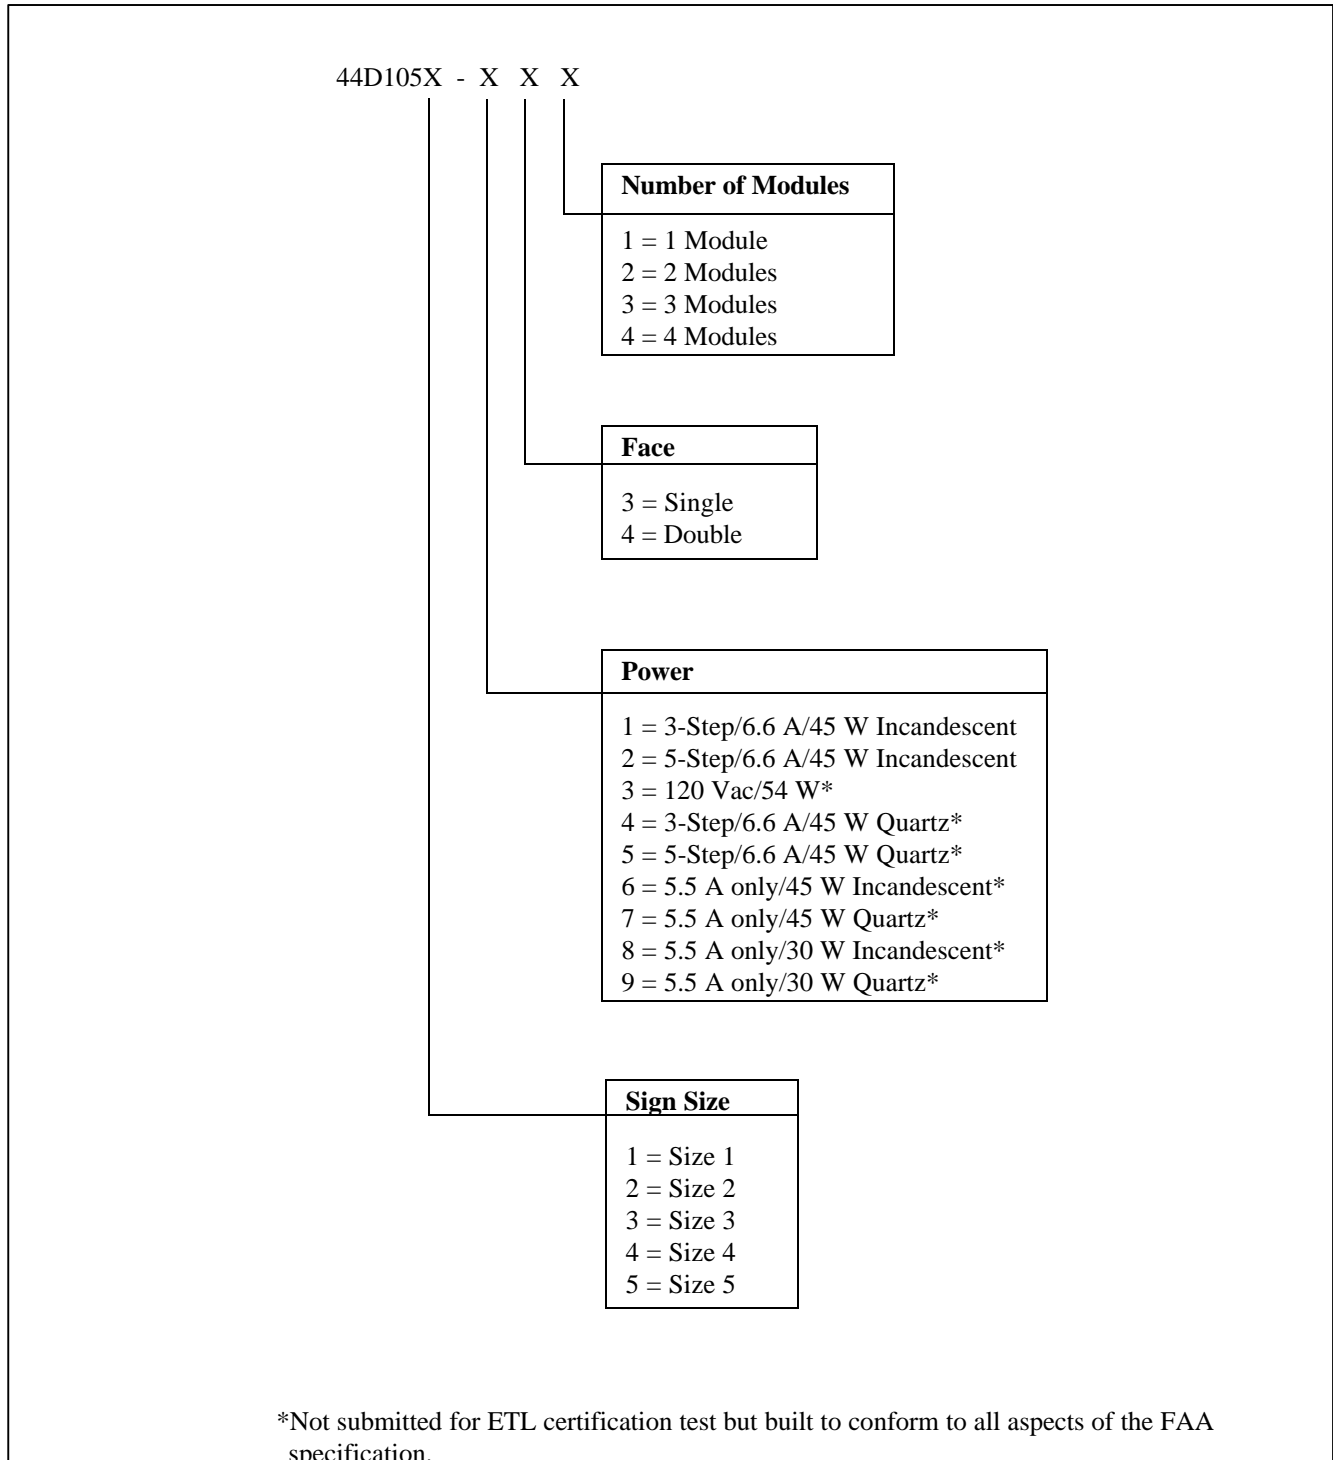 44D105X - X X X
Number of Modules
1 = 1 Module
2 = 2 Modules
3 = 3 Modules
4 = 4 Modules
Face
3 = Single
4 = Double
Power
1 = 3-Step/6.6 A/45 W Incandescent
2 = 5-Step/6.6 A/45 W Incandescent
3 = 120 Vac/54 W*
4 = 3-Step/6.6 A/45 W Quartz*
5 = 5-Step/6.6 A/45 W Quartz*
6 = 5.5 A only/45 W Incandescent*
7 = 5.5 A only/45 W Quartz*
8 = 5.5 A only/30 W Incandescent*
9 = 5.5 A only/30 W Quartz*
Sign Size
1 = Size 1
2 = Size 2
3 = Size 3
4 = Size 4
5 = Size 5
*Not submitted for ETL certification test but built to conform to all aspects of the FAA
specification.